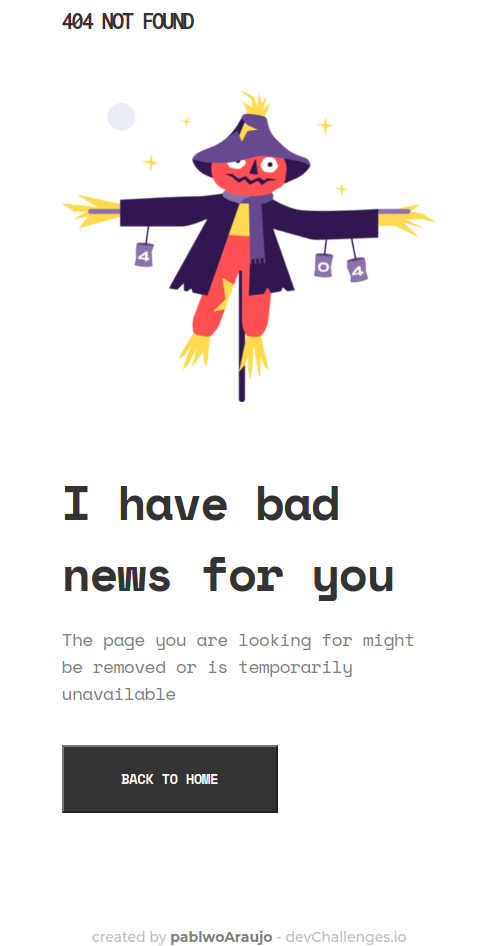 404 NOT FOUND
4
0 4
I have bad
news for you
The page you are looking for might
be removed or is temporarily
unavailable
BACK TO HOME
created by pablwoAraujo - devChallenges.io